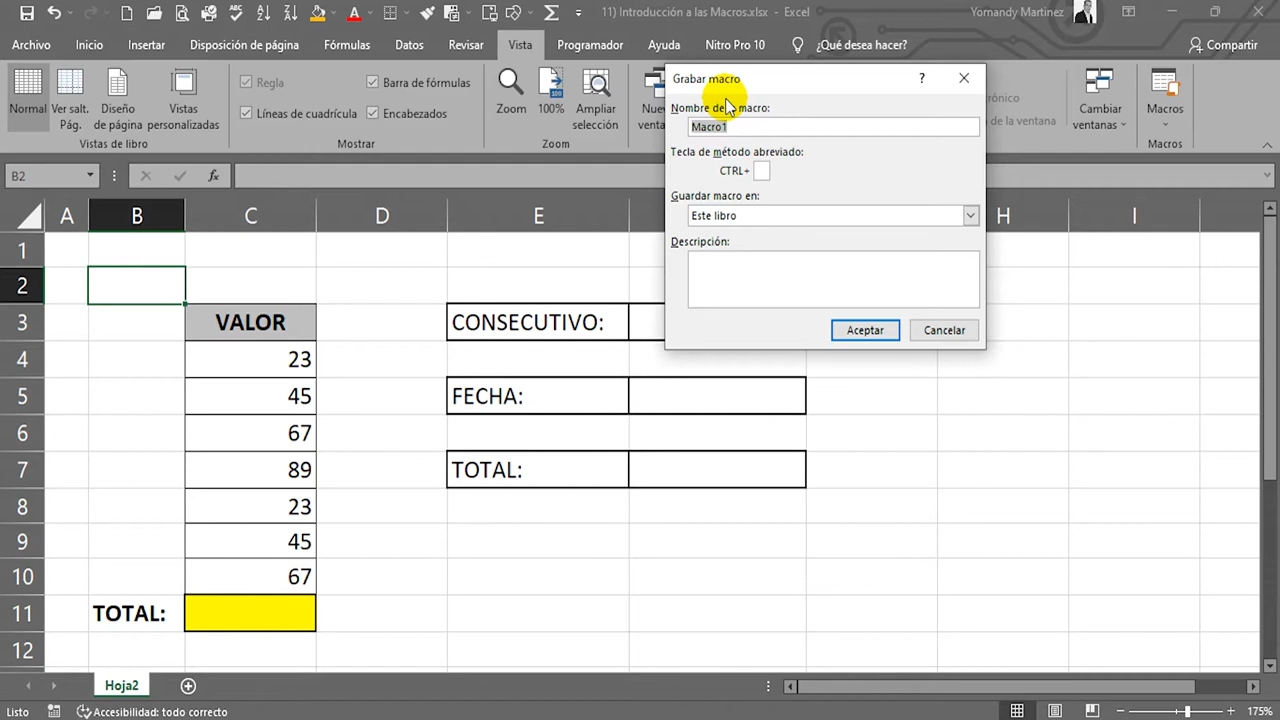 11) Introducción a las Macros.xlsx - Excel
Yomandy Martinez
Archivo Inicio Insertar Disposición de página Fórmulas Datos Revisar Vista Programador Ayuda Nitro Pro 10 ¿Qué desea hacer? Compartir
Normal
Ver salt. Pág.
Diseño de página
Vistas personalizadas
Vistas de libro
Regla
Barra de fórmulas
Líneas de cuadrícula
Encabezados
Mostrar
Zoom
100%
Ampliar selección
Zoom
Cambiar ventanas
Macros
Macros
Grabar macro
?
Nombre de macro:
Macro1
Tecla de método abreviado:
CTRL+
Guardar macro en:
Este libro
Descripción:
Aceptar Cancelar
B2
fx
A B C D E H I
1
2
3 VALOR CONSECUTIVO:
4 23
5 45 FECHA:
6 67
7 89 TOTAL:
8 23
9 45
10 67
11 TOTAL:
12
Hoja2
Listo
Accesibilidad: todo correcto
175%